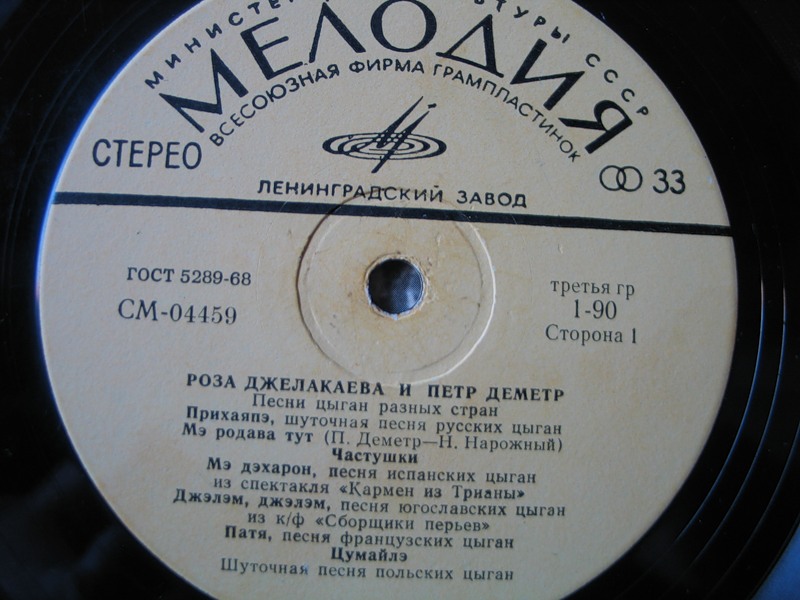 МИНИСТЕ ЬТУРЫ СССР
МЕЛОДИЯ
ВСЕСОЮЗНАЯ ФИРМА ГРАМПЛАСТИНОК
СТЕРЕО
33
ЛЕНИНГРАДСКИЙ ЗАВОД
ГОСТ 5289-68
СМ-04459
третья гр
1-90
Сторона 1
РОЗА ДЖЕЛАКАЕВА И ПЕТР ДЕМЕТР
Песни цыган разных стран
Прихаяпэ, шуточная песня русских цыган
Мэ родава тут (П. Деметр—Н. Нарожный)
Частушки
Мэ дэхарон, песня испанских цыган
из спектакля «Кармен из Трианы»
Джэлэм, джэлэм, песня югославских цыган
из к/ф «Сборщики перьев»
Патя, песня французских цыган
Цумайлэ
Шуточная песня польских цыган